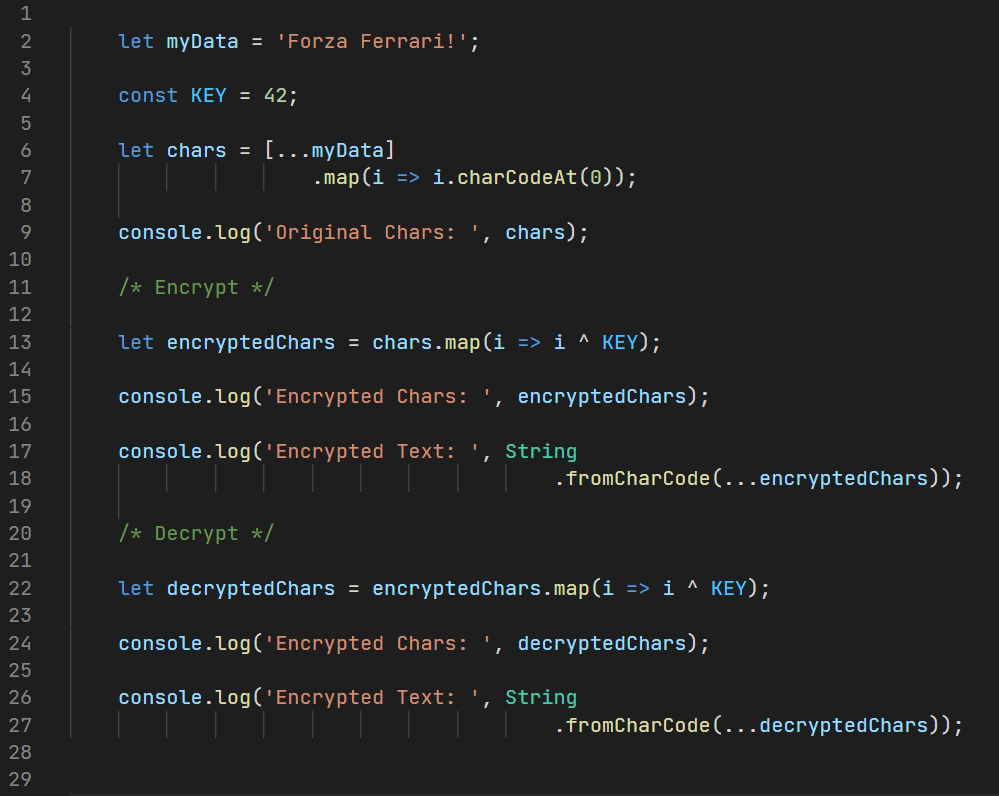 1
2 let myData = 'Forza Ferrari!';
3
4 const KEY = 42;
5
6 let chars = [...myData]
7 .map(i => i.charCodeAt(0));
8
9 console.log('Original Chars: ', chars);
10
11 /* Encrypt */
12
13 let encryptedChars = chars.map(i => i ^ KEY);
14
15 console.log('Encrypted Chars: ', encryptedChars);
16
17 console.log('Encrypted Text: ', String
18 .fromCharCode(...encryptedChars));
19
20 /* Decrypt */
21
22 let decryptedChars = encryptedChars.map(i => i ^ KEY);
23
24 console.log('Encrypted Chars: ', decryptedChars);
25
26 console.log('Encrypted Text: ', String
27 .fromCharCode(...decryptedChars));
28
29